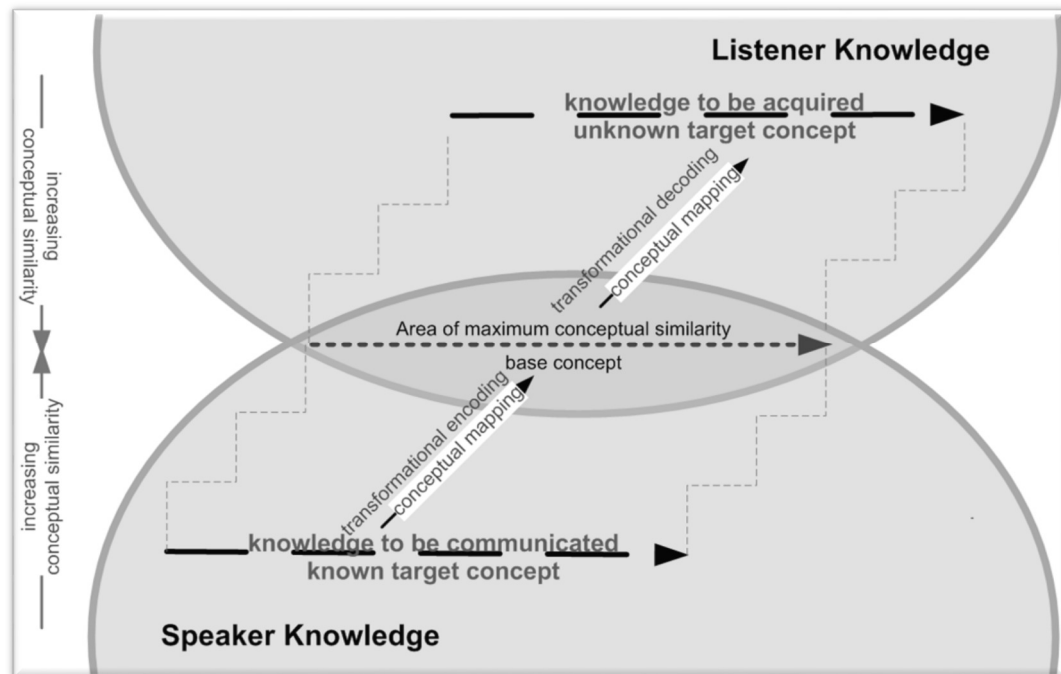 Listener Knowledge
knowledge to be acquired
unknown target concept
increasing
conceptual similarity
transformational decoding
conceptual mapping
Area of maximum conceptual similarity
base concept
transformational encoding
conceptual mapping
conceptual similarity
increasing
knowledge to be communicated
known target concept
Speaker Knowledge